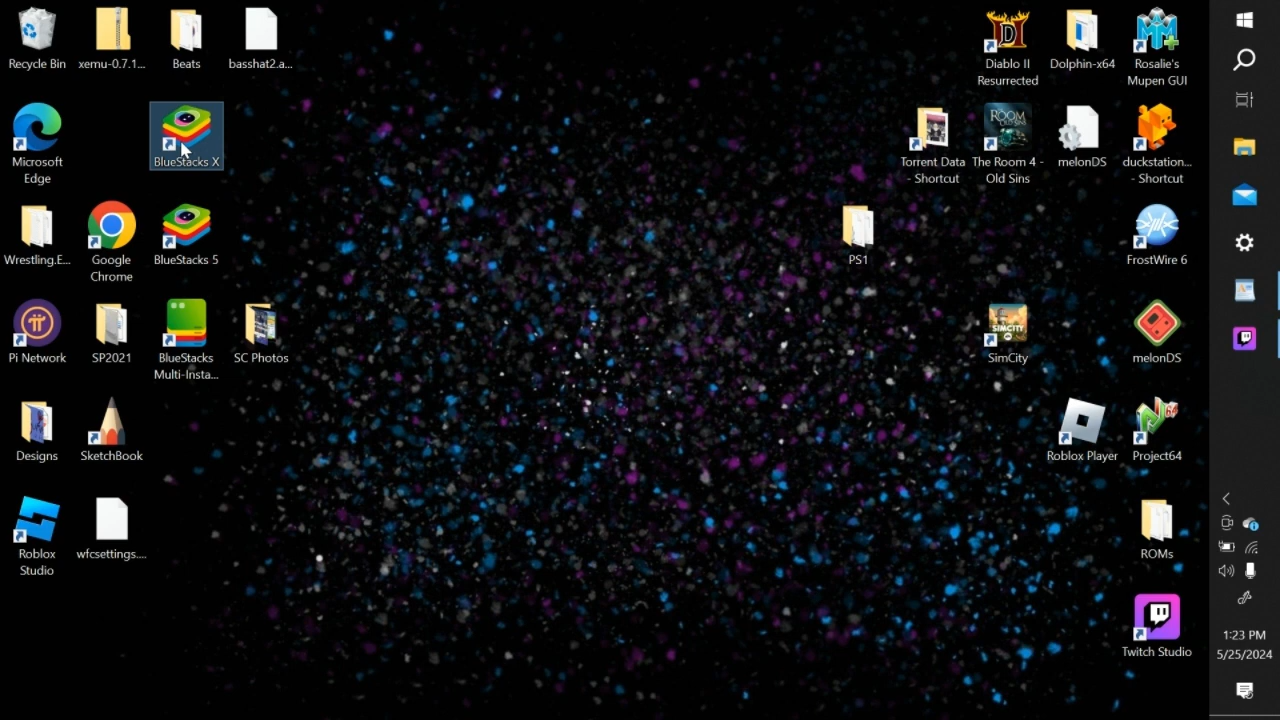 Recycle Bin
xemu-0.7.1...
Beats
basshat2.a...
Diablo II
Resurrected
Dolphin-x64
Rosalie's
Mupen GUI
Microsoft
Edge
BlueStacks X
Torrent Data
- Shortcut
ROOM
The Room 4 -
Old Sins
melonDS
duckstation...
- Shortcut
Wrestling.E...
Google
Chrome
BlueStacks 5
PS1
FrostWire 6
Pi Network
SP2021
BlueStacks
Multi-Insta...
SC Photos
SIMCITY
SimCity
melonDS
Designs
SketchBook
Roblox Player
64
Project64
Roblox
Studio
wfcsettings....
ROMs
Twitch Studio
1:23 PM
5/25/2024